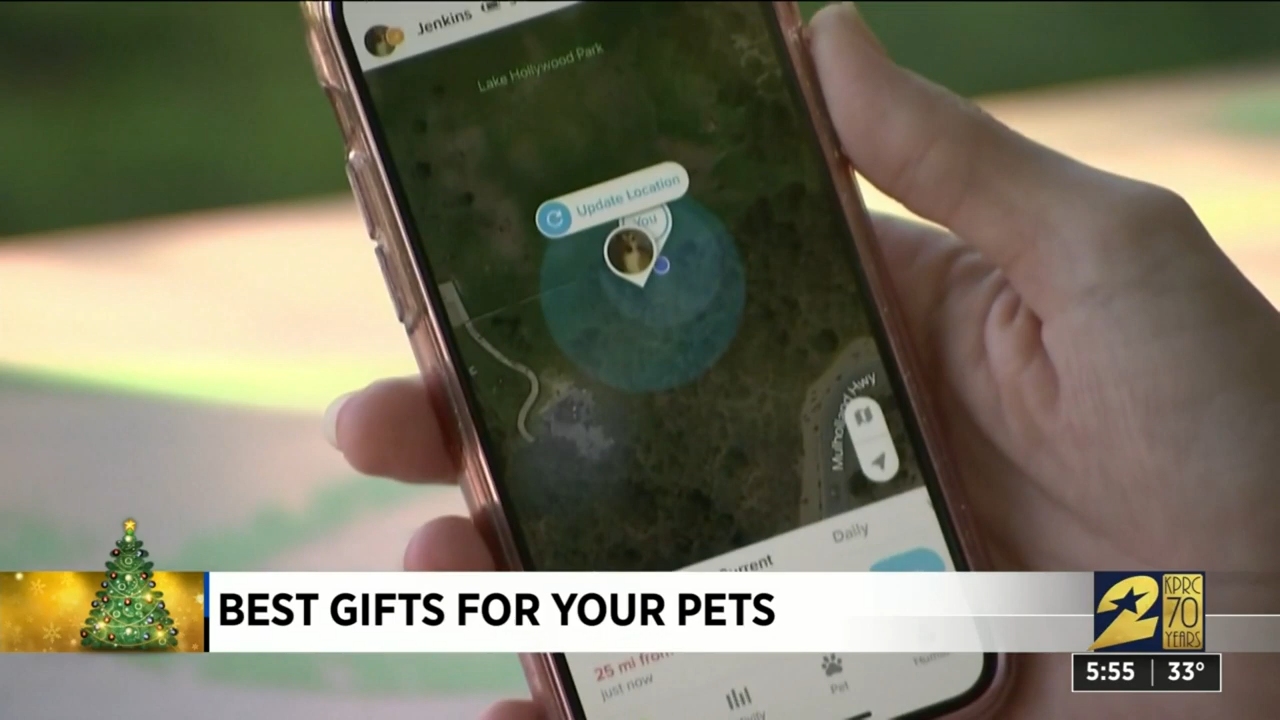 Jenkins
Lake Hollywood Park
Update Location
You
Mulholland Hwy
Daily
BEST GIFTS FOR YOUR PETS
2
KPRC
70
YEARS
5:55 | 33°
25 mi from
just now
Pet